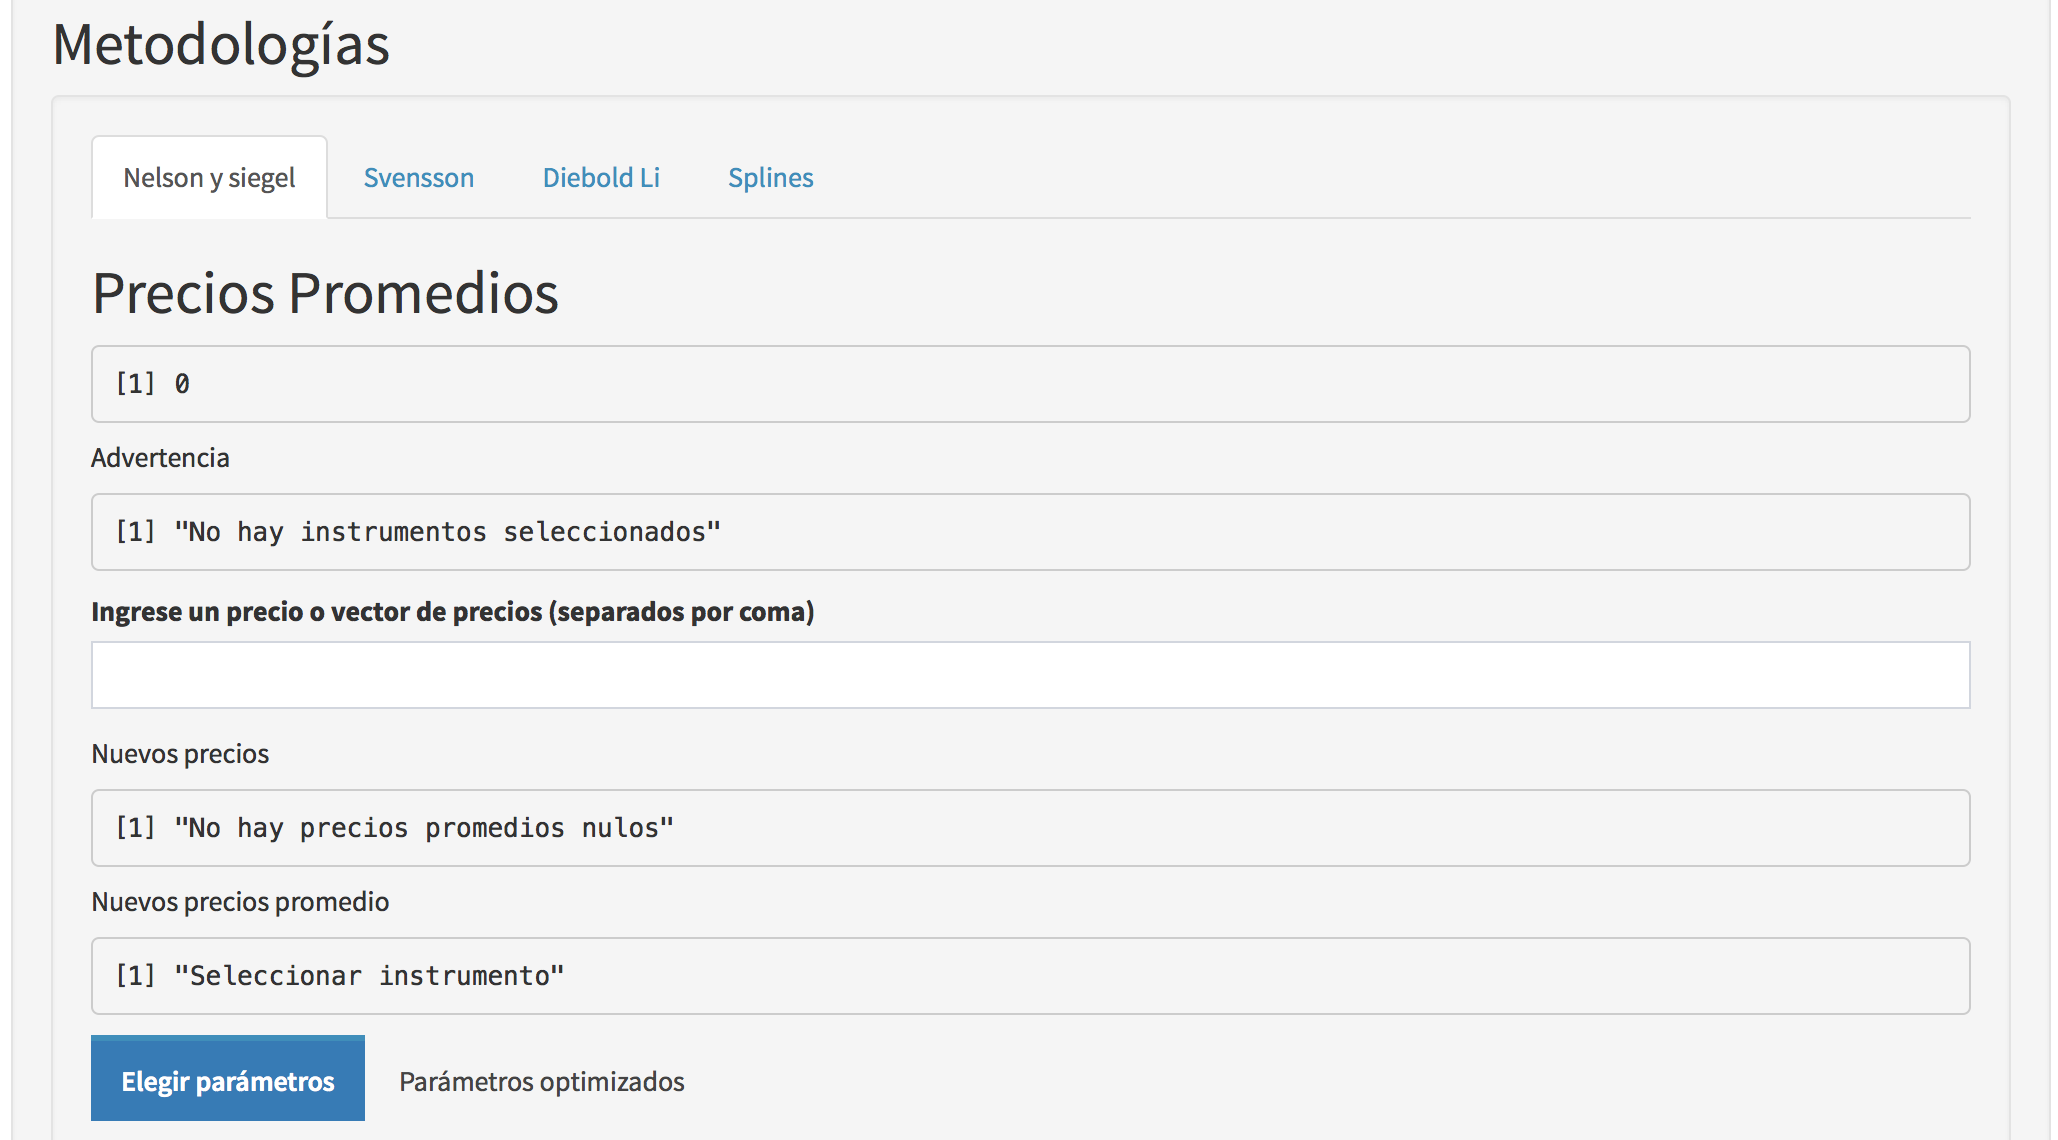 Metodologías
Nelson y siegel Svensson Diebold Li Splines
Precios Promedios
[1] 0
Advertencia
[1] "No hay instrumentos seleccionados"
Ingrese un precio o vector de precios (separados por coma)
Nuevos precios
[1] "No hay precios promedios nulos"
Nuevos precios promedio
[1] "Seleccionar instrumento"
Elegir parámetros Parámetros optimizados